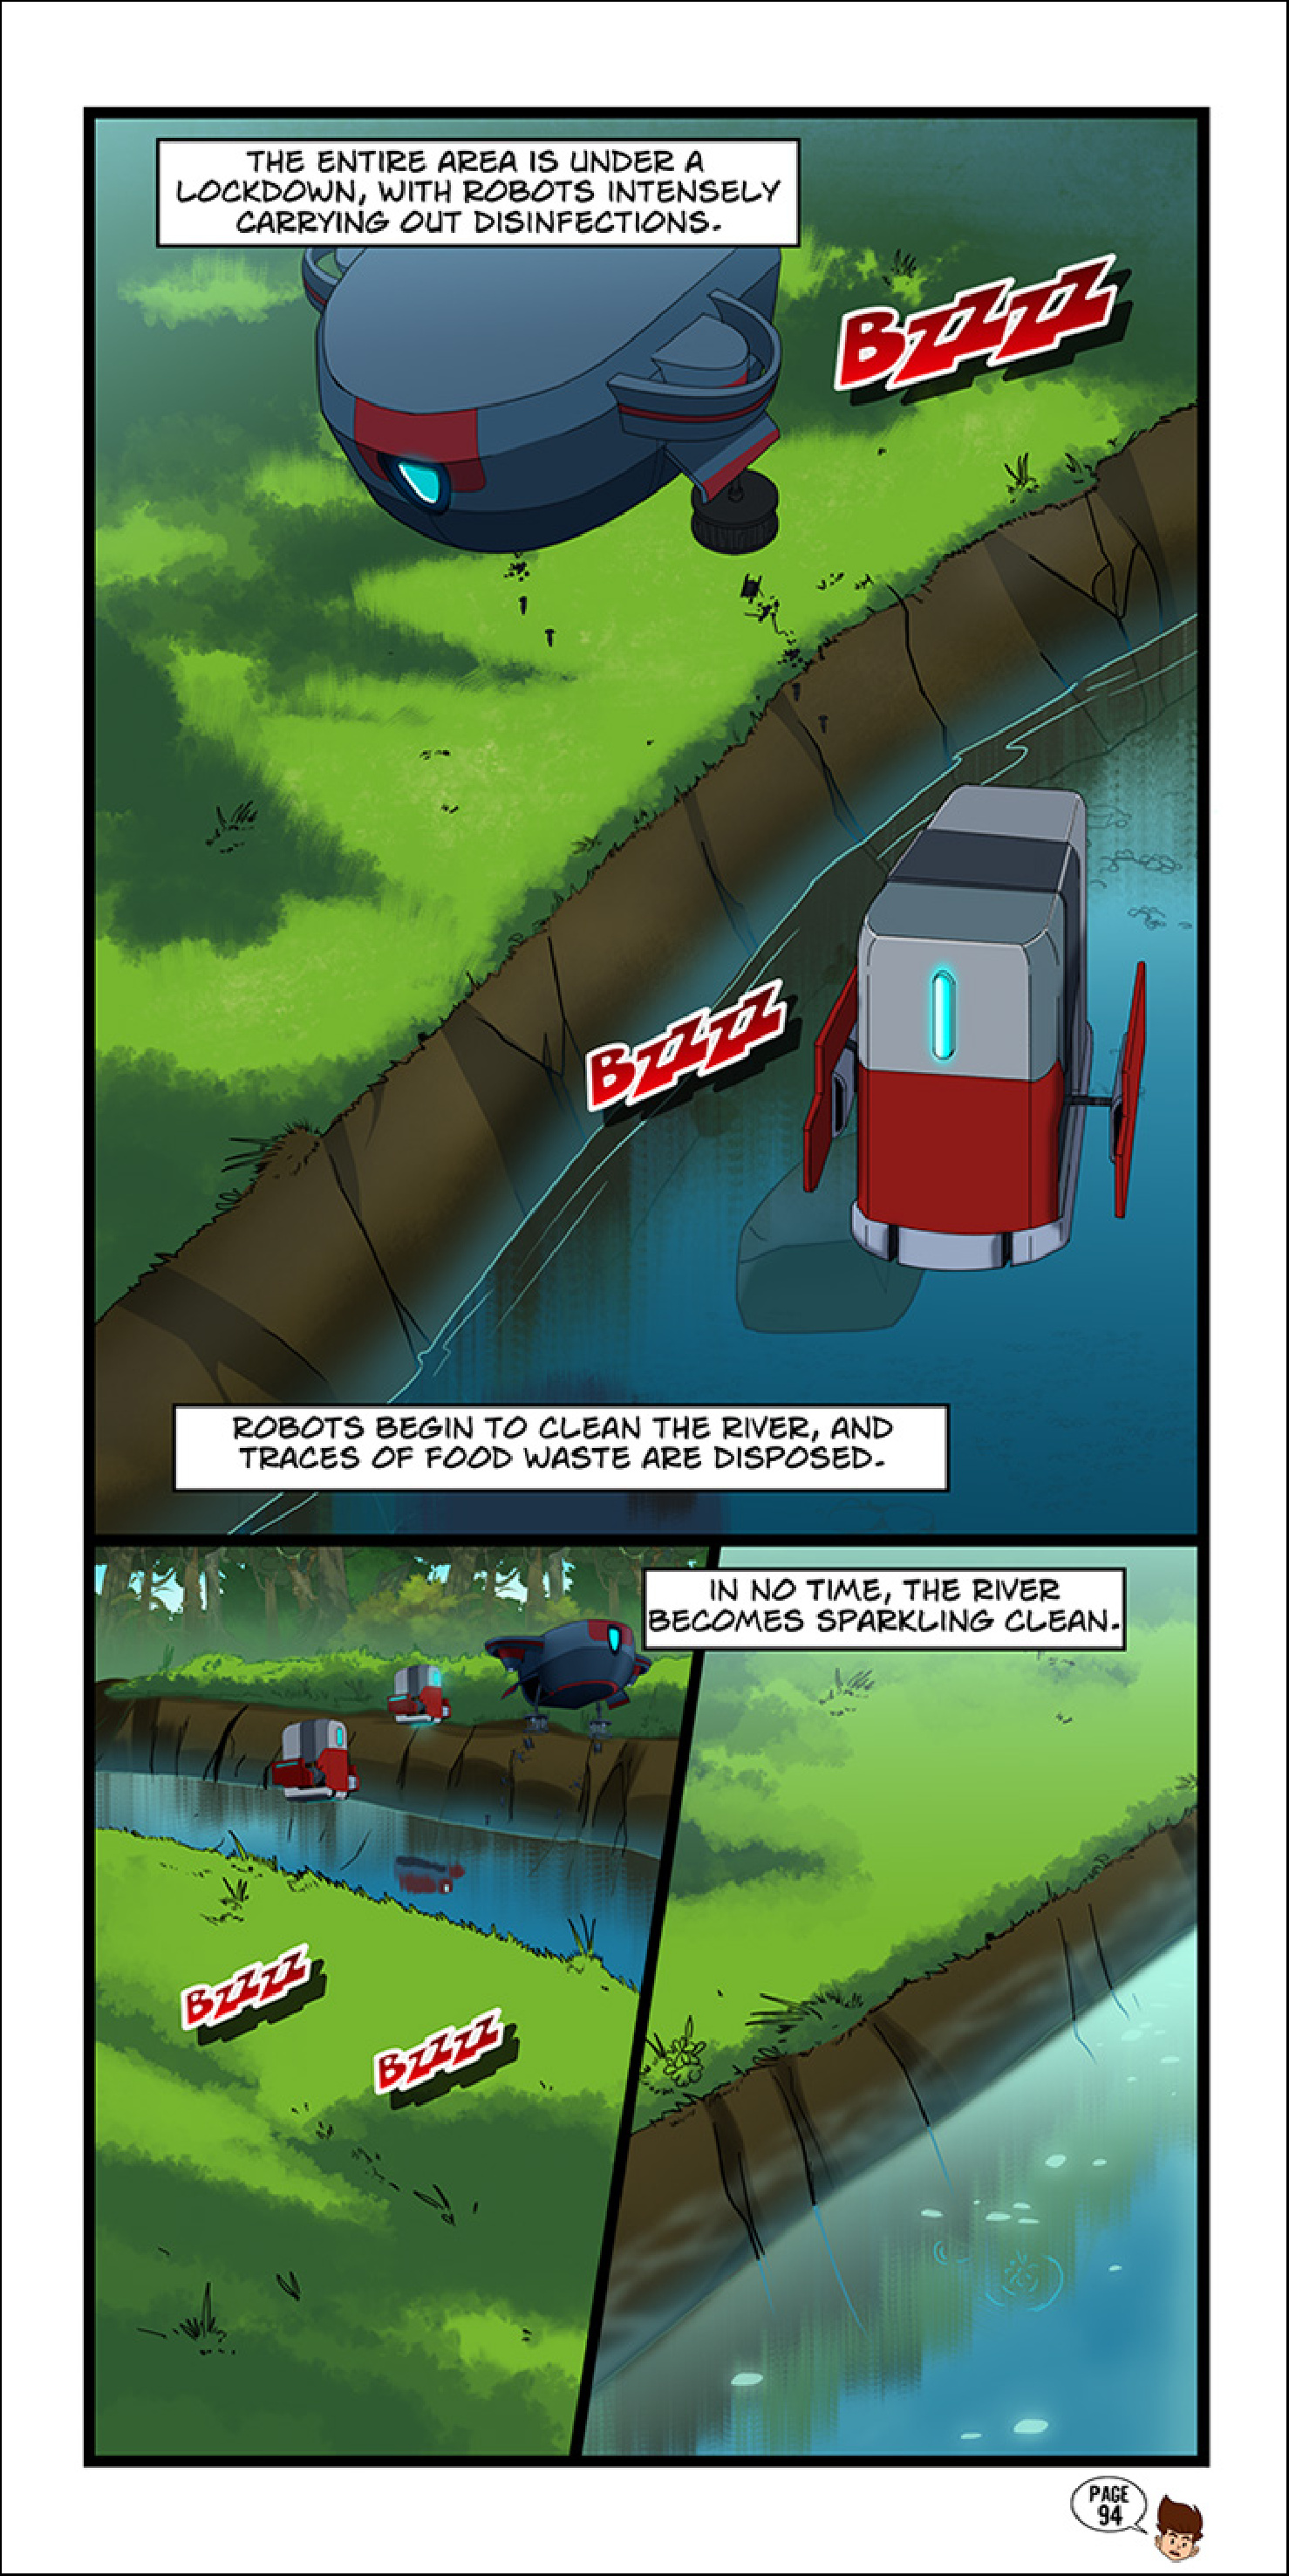 THE ENTIRE AREA IS UNDER A
LOCKDOWN, WITH ROBOTS INTENSELY
CARRYING OUT DISINFECTIONS.
BZZZZ
BZZZZ
ROBOTS BEGIN TO CLEAN THE RIVER, AND
TRACES OF FOOD WASTE ARE DISPOSED.
IN NO TIME, THE RIVER
BECOMES SPARKLING CLEAN.
BZZZZ
BZZZZ
PAGE
94